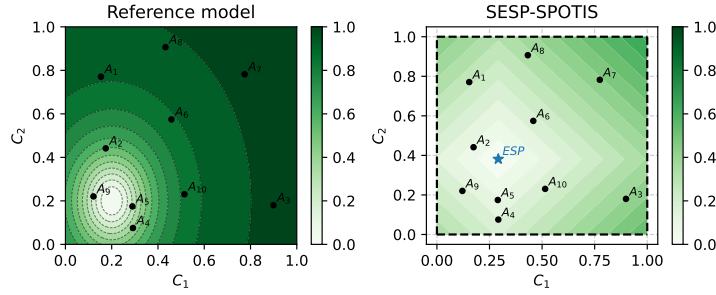 Reference model
SESP-SPOTIS
1.0
0.8
0.6
0.4
0.2
0.0
C₂
A₁
A₂
A₃
A₄
A₅
A₆
A₇
A₈
A₉
A₁₀
0.0
0.2
0.4
0.6
0.8
1.0
C₁
1.0
0.8
0.6
0.4
0.2
0.0
1.0
0.8
0.6
0.4
0.2
0.0
C₂
A₁
A₂
A₃
A₄
A₅
A₆
A₇
A₈
A₉
A₁₀
ESP
0.00
0.25
0.50
0.75
1.00
C₁
1.0
0.8
0.6
0.4
0.2
0.0